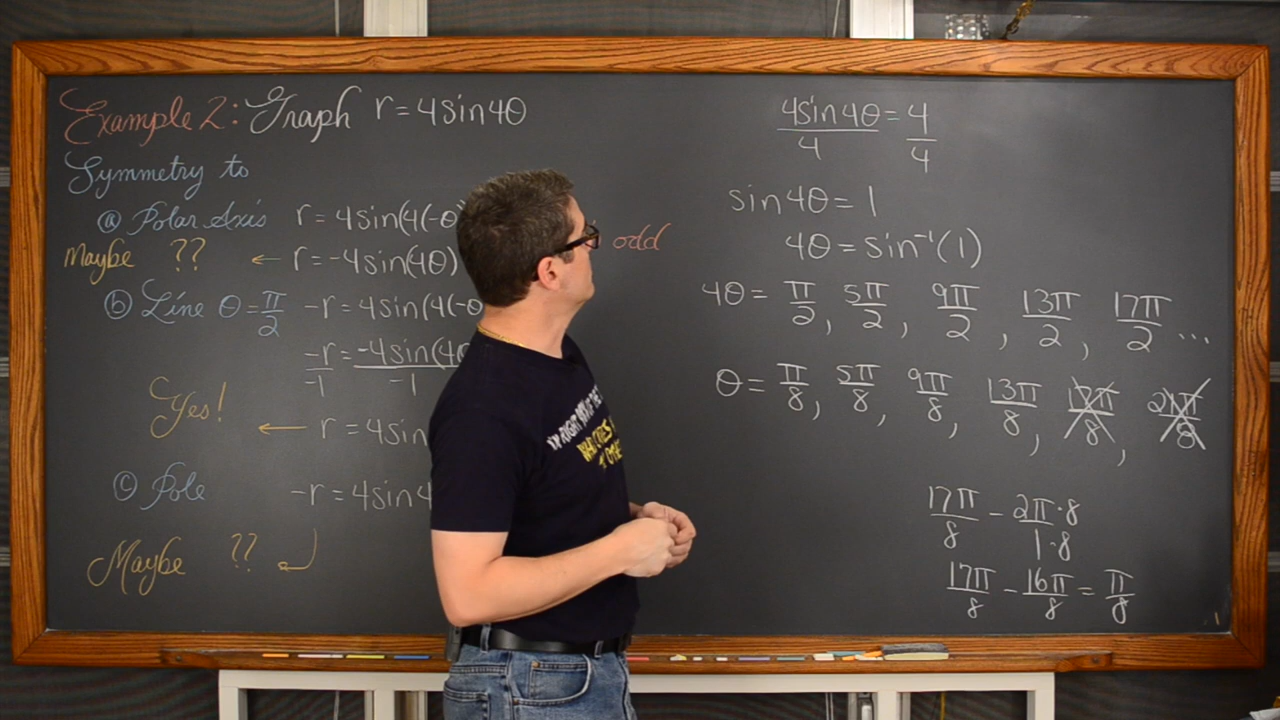 Example 2: Graph r = 4sin4θ
Symmetry to
ⓐ Polar Axis r = 4sin(4(-θ)
Maybe ?? ← r = -4sin(4θ)
odd
ⓑ Line θ = π/2 -r = 4sin(4(-θ
-r/-1 = -4sin(4θ/-1
Yes! ← r = 4sin
ⓒ Pole -r = 4sin4
Maybe ??
4sin4θ/4 = 4/4
sin4θ = 1
4θ = sin⁻¹(1)
4θ = π/2, 5π/2, 9π/2, 13π/2, 17π/2 ...
θ = π/8, 5π/8, 9π/8, 13π/8, 17π/8, 21π/8
17π/8 - 2π·8/1·8
17π/8 - 16π/8 = π/8